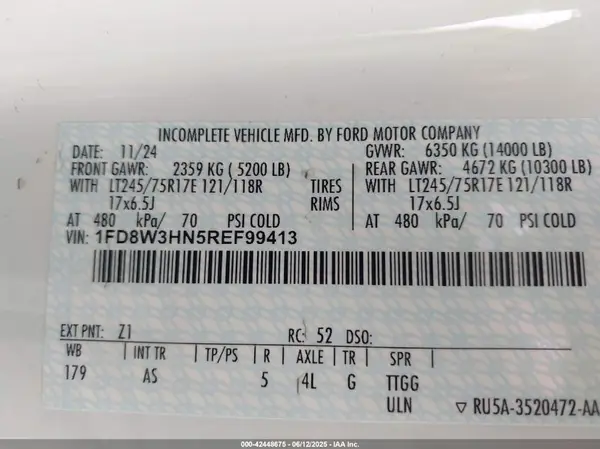 INCOMPLETE VEHICLE MFD. BY FORD MOTOR COMPANY
DATE: 11/24 GVWR: 6350 KG (14000 LB)
FRONT GAWR: 2359 KG ( 5200 LB) REAR GAWR: 4672 KG (10300 LB)
WITH LT245/75R17E 121/118R TIRES WITH LT245/75R17E 121/118R
17x6.5J RIMS 17x6.5J
AT 480 kPa/ 70 PSI COLD AT 480 kPa/ 70 PSI COLD
VIN: 1FD8W3HN5REF99413
EXT PNT: Z1 RC: 52 DSO:
WB INT TR TP/PS R AXLE TR SPR
179 AS 5 4L G TTGG
ULN ▽ RU5A-3520472-AA
000-42448675 - 06/12/2025 - IAAI.COM